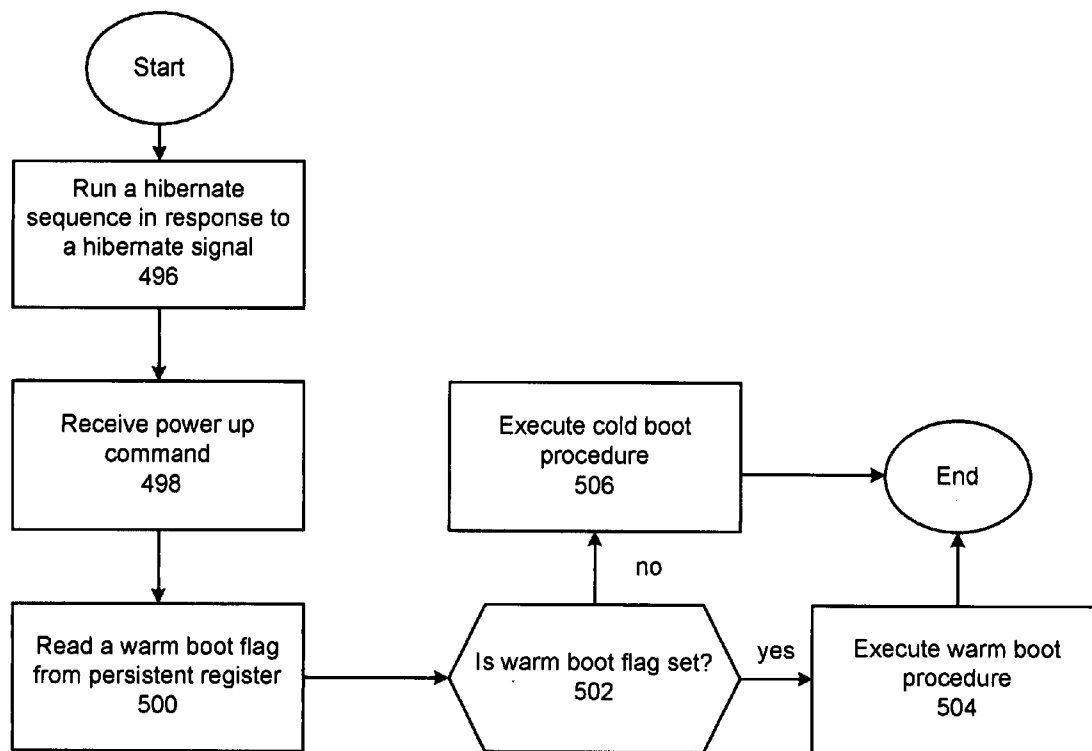 Start
Run a hibernate
sequence in response to
a hibernate signal
496
Receive power up
command
498
Read a warm boot flag
from persistent register
500
Is warm boot flag set?
502
no
yes
Execute cold boot
procedure
506
Execute warm boot
procedure
504
End